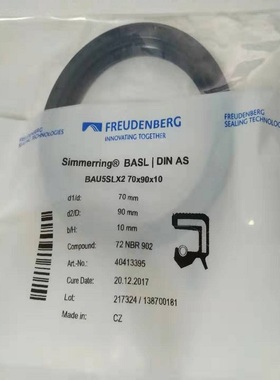 FREUDENBERG
INNOVATING TOGETHER
FREUDENBERG
SEALING TECHNOLOGIES
Simmerring® BASL | DIN AS
BAU5SLX2 70x90x10
d1/d: 70 mm
d2/D: 90 mm
b/H: 10 mm
Compound: 72 NBR 902
Art.-No.: 40413395
Cure Date: 20.12.2017
Lot: 217324 / 138700181
Made in: CZ